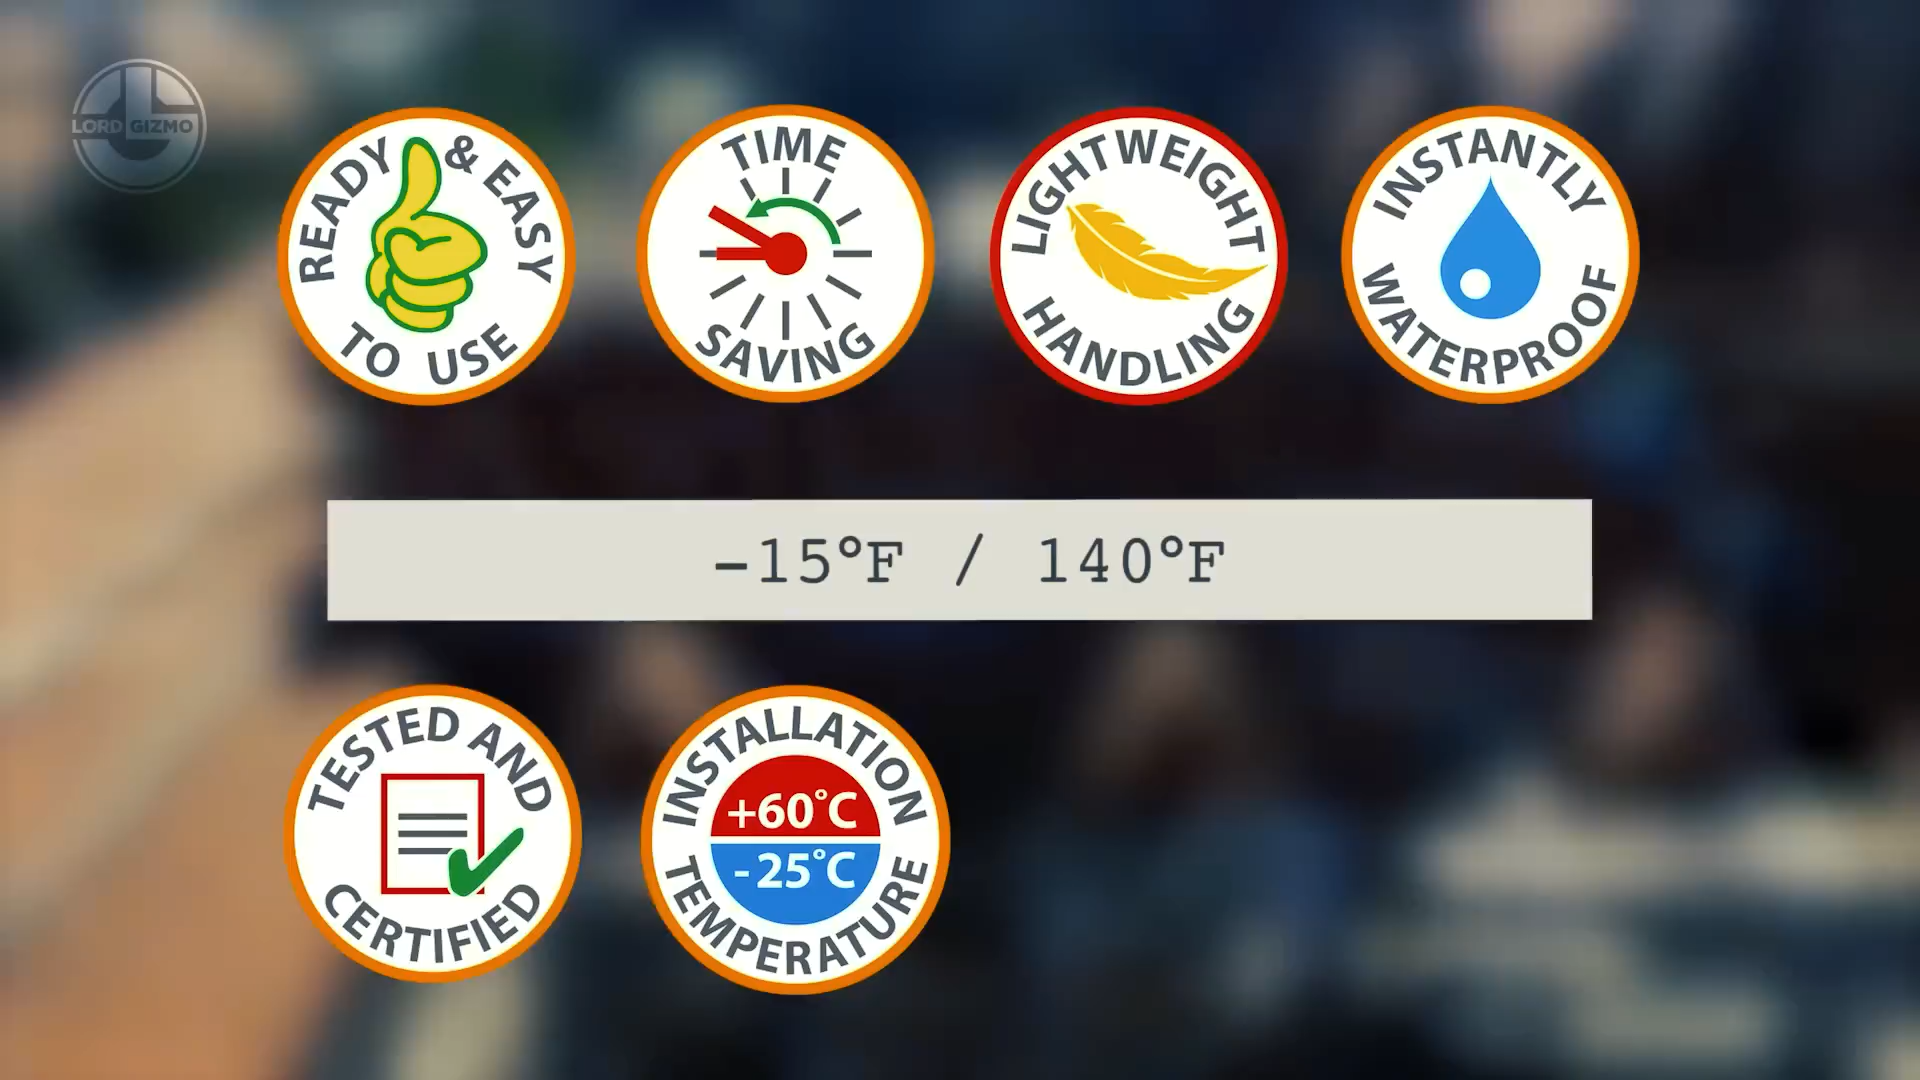 LORD GIZMO
READY & EASY
TO USE
TIME
SAVING
LIGHTWEIGHT
HANDLING
INSTANTLY
WATERPROOF
-15°F / 140°F
TESTED AND
CERTIFIED
INSTALLATION
+60°C
-25°C
TEMPERATURE